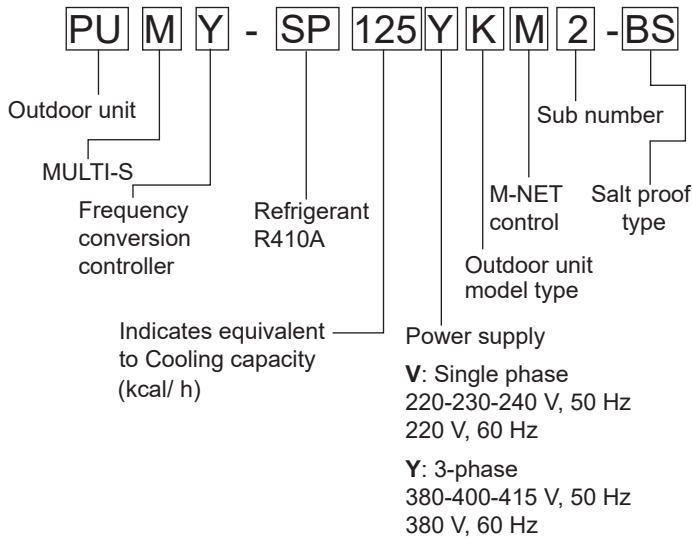 PU M Y - SP 125 Y K M 2 -BS
Outdoor unit
MULTI-S
Frequency
conversion
controller
Refrigerant
R410A
Indicates equivalent
to Cooling capacity
(kcal/ h)
Sub number
M-NET
control
Salt proof
type
Outdoor unit
model type
Power supply
V: Single phase
220-230-240 V, 50 Hz
220 V, 60 Hz
Y: 3-phase
380-400-415 V, 50 Hz
380 V, 60 Hz